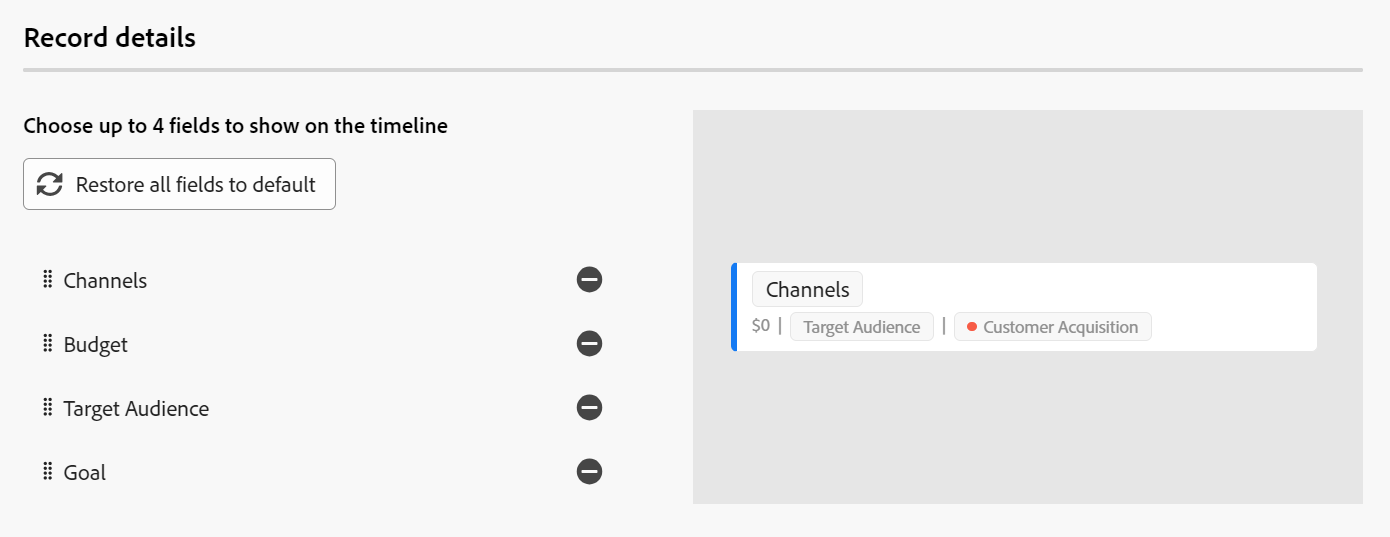 Record details
Choose up to 4 fields to show on the timeline
Restore all fields to default
Channels
Budget
Target Audience
Goal
Channels
$0 | Target Audience | Customer Acquisition